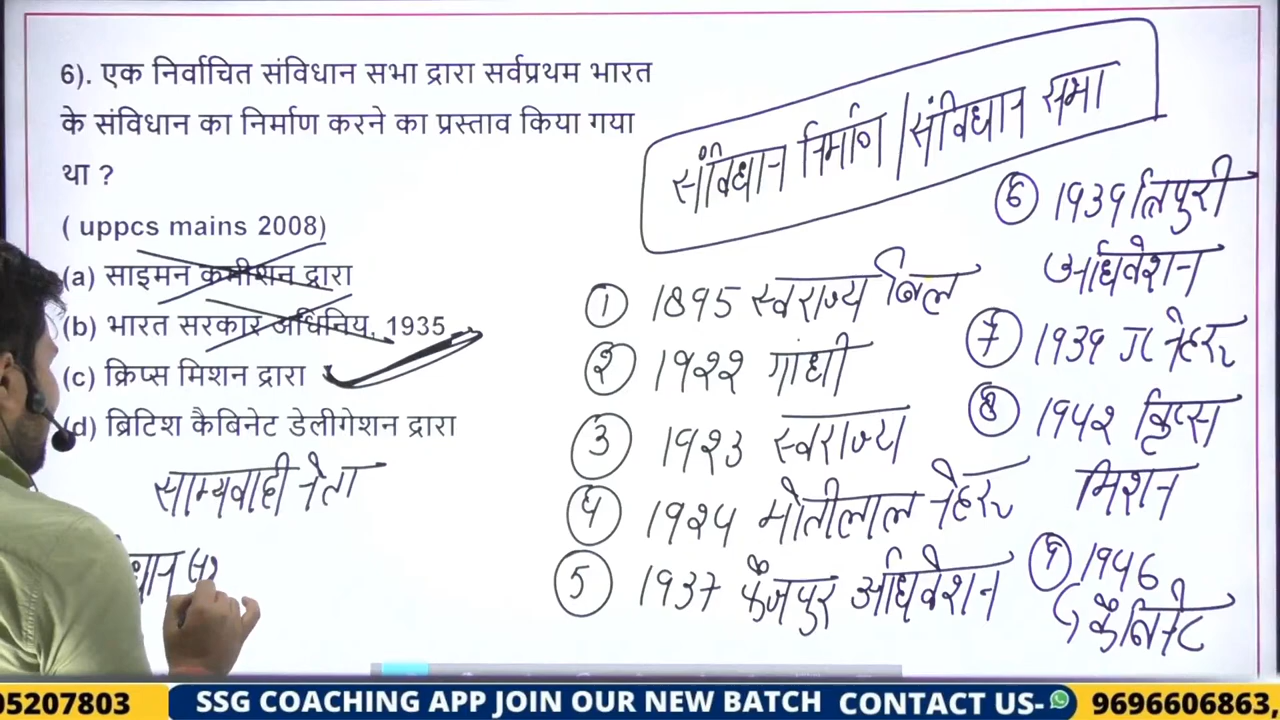 6). एक निर्वाचित संविधान सभा द्वारा सर्वप्रथम भारत
के संविधान का निर्माण करने का प्रस्ताव किया गया
था ?
( uppcs mains 2008)
(a) साइमन कमीशन द्वारा
(b) भारत सरकार अधिनिय, 1935
(c) क्रिप्स मिशन द्वारा
(d) ब्रिटिश कैबिनेट डेलीगेशन द्वारा
साम्यवादी नेता
संविधान निर्माण | संविधान सभा
① 1895 स्वराज्य बिल
② 1922 गांधी
③ 1923 स्वराज्य
④ 1924 मोतीलाल नेहरू
⑤ 1937 फैजपुर अधिवेशन
⑥ 1939 त्रिपुरी
अधिवेशन
⑦ 1939 JL नेहरू
⑧ 1942 क्रिप्स
मिशन
⑨ 1946
कैबिनेट
05207803 SSG COACHING APP JOIN OUR NEW BATCH CONTACT US- 9696606863,